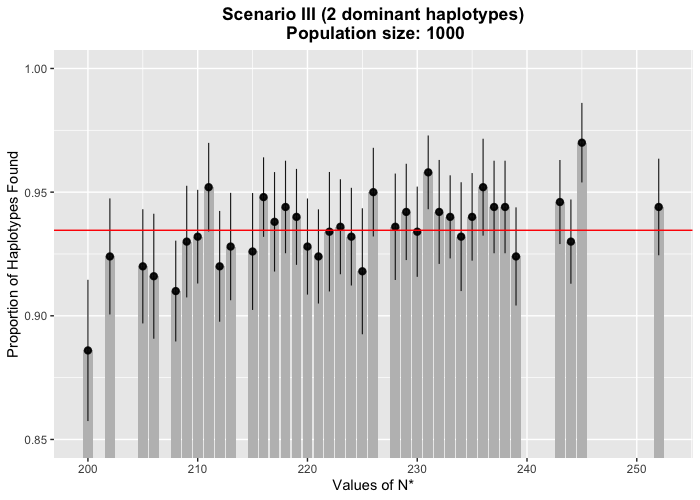 Scenario III (2 dominant haplotypes)
Population size: 1000
Proportion of Haplotypes Found
1.00
0.95
0.90
0.85
200 210 220 230 240 250
Values of N*